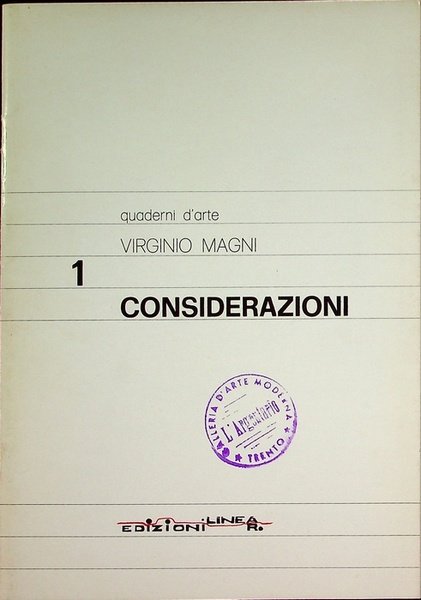 quaderni d'arte
VIRGINIO MAGNI
1
CONSIDERAZIONI
GALLERIA D'ARTE MODERNA
L'Argentario
TRENTO
EDIZIONI LINEA
R.